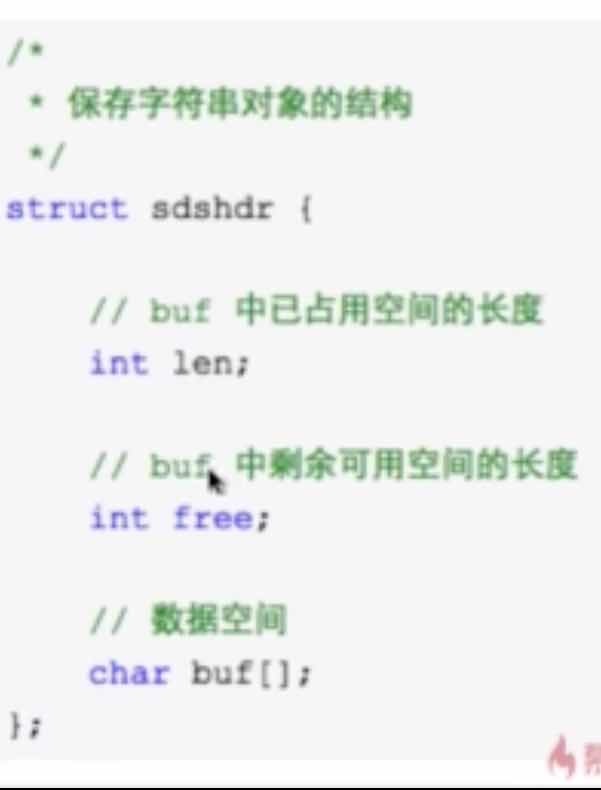 /*
 * 保存字符串对象的结构
 */
struct sdshdr {
    // buf 中已占用空间的长度
    int len;
    // buf 中剩余可用空间的长度
    int free;
    // 数据空间
    char buf[];
};